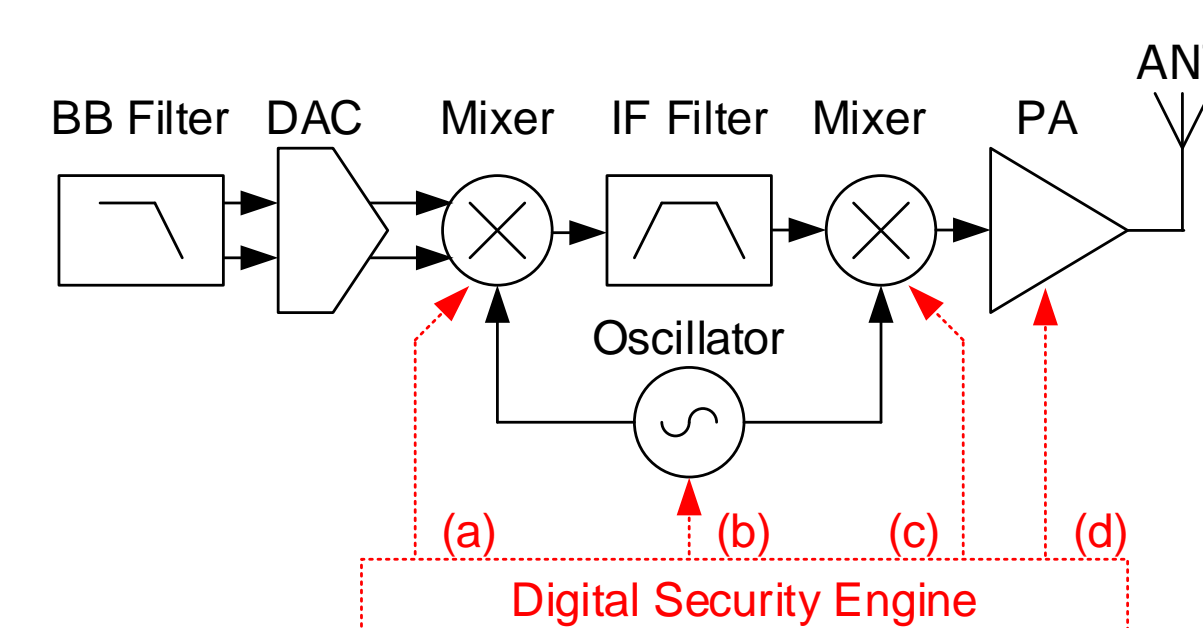 AN
BB Filter DAC Mixer IF Filter Mixer PA
Oscillator
(a) (b) (c) (d)
Digital Security Engine